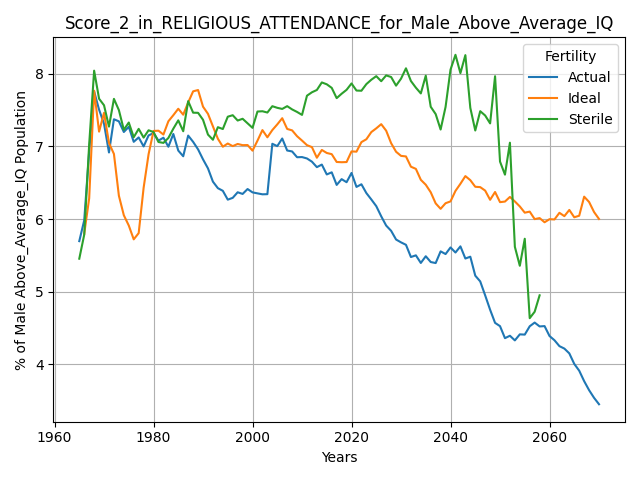 Score_2_in_RELIGIOUS_ATTENDANCE_for_Male_Above_Average_IQ
% of Male Above_Average_IQ Population
8
7
6
5
4
Fertility
Actual
Ideal
Sterile
1960
1980
2000
2020
2040
2060
Years